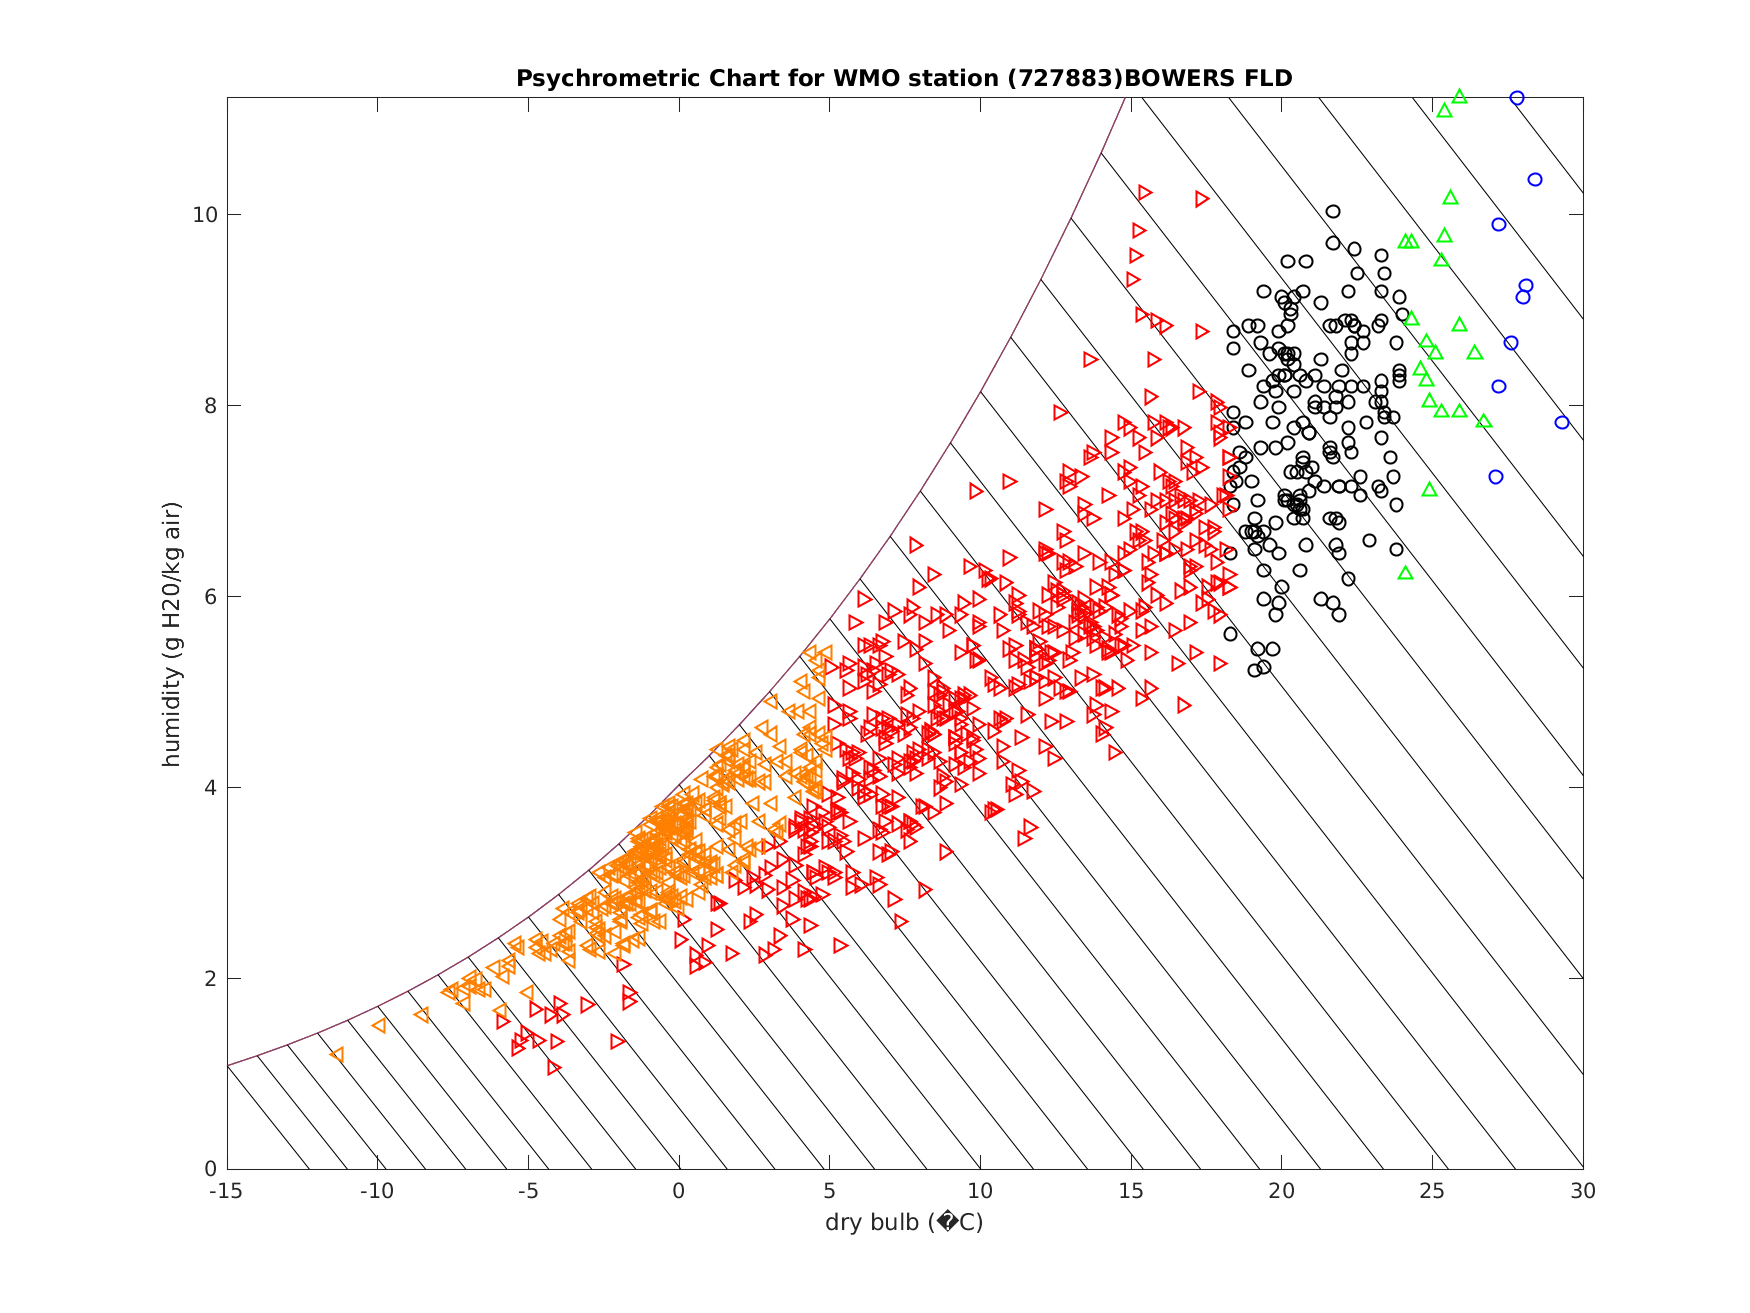 Psychrometric Chart for WMO station (727883)BOWERS FLD
humidity (g H20/kg air)
10
8
6
4
2
0
-15 -10 -5 0 5 10 15 20 25 30
dry bulb (�C)